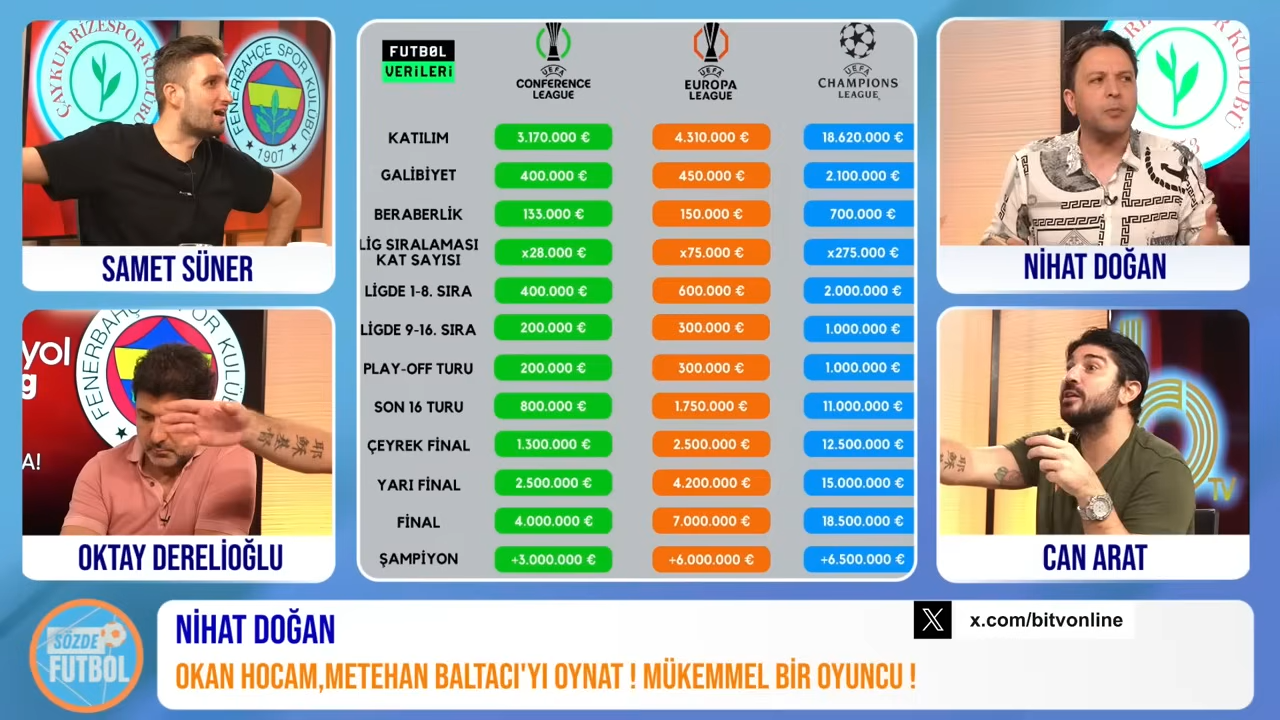 ÇAYKUR RİZESPOR KULÜBÜ
FENERBAHÇE SPOR KULÜBÜ
1907
SAMET SÜNER
FUTBOL
VERİLERİ
UEFA
CONFERENCE
LEAGUE
UEFA
EUROPA
LEAGUE
UEFA
CHAMPIONS
LEAGUE
KATILIM 3.170.000 € 4.310.000 € 18.620.000 €
GALİBİYET 400.000 € 450.000 € 2.100.000 €
BERABERLİK 133.000 € 150.000 € 700.000 €
LİG SIRALAMASI
KAT SAYISI x28.000 € x75.000 € x275.000 €
LİGDE 1-8. SIRA 400.000 € 600.000 € 2.000.000 €
LİGDE 9-16. SIRA 200.000 € 300.000 € 1.000.000 €
PLAY-OFF TURU 200.000 € 300.000 € 1.000.000 €
SON 16 TURU 800.000 € 1.750.000 € 11.000.000 €
ÇEYREK FİNAL 1.300.000 € 2.500.000 € 12.500.000 €
YARI FİNAL 2.500.000 € 4.200.000 € 15.000.000 €
FİNAL 4.000.000 € 7.000.000 € 18.500.000 €
ŞAMPİYON +3.000.000 € +6.000.000 € +6.500.000 €
NİHAT DOĞAN
yol
g
A!
FENERBAHÇE SPOR KULÜBÜ
OKTAY DERELİOĞLU
TV
CAN ARAT
SÖZDE
FUTBOL
NİHAT DOĞAN
X x.com/bitvonline
OKAN HOCAM,METEHAN BALTACI'YI OYNAT ! MÜKEMMEL BİR OYUNCU !